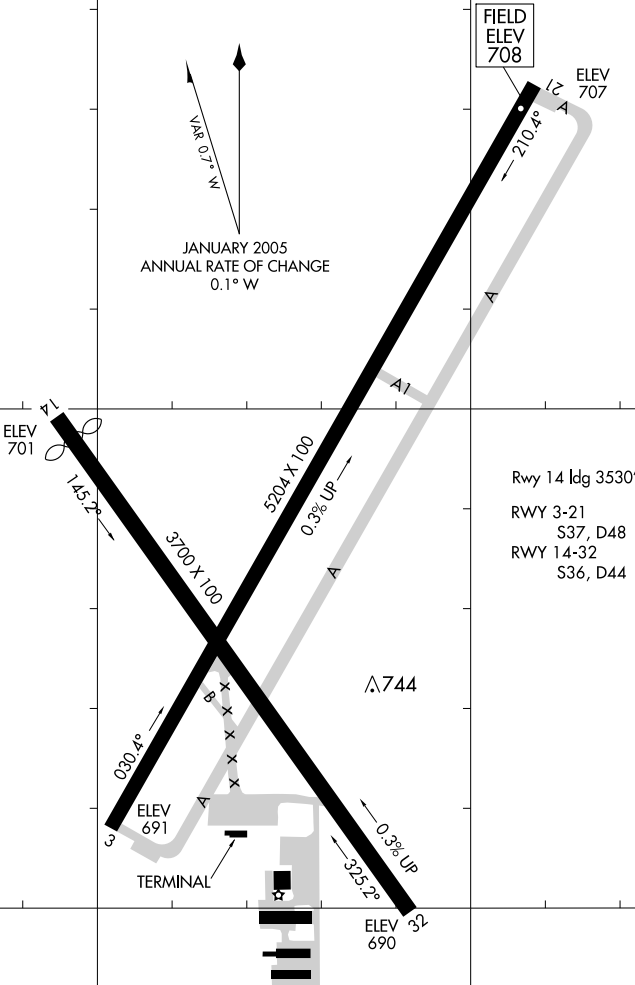 FIELD
ELEV
708
21
ELEV
707
A
210.4°
VAR 0.7° W
JANUARY 2005
ANNUAL RATE OF CHANGE
0.1° W
A
A1
14
ELEV
701
145.2°
5204 X 100
0.3% UP
3700 X 100
Rwy 14 ldg 3530'
RWY 3-21
S37, D48
RWY 14-32
S36, D44
A
744
B
X
X
X
X
X
030.4°
A
ELEV
691
3
TERMINAL
0.3% UP
325.2°
ELEV
690
32